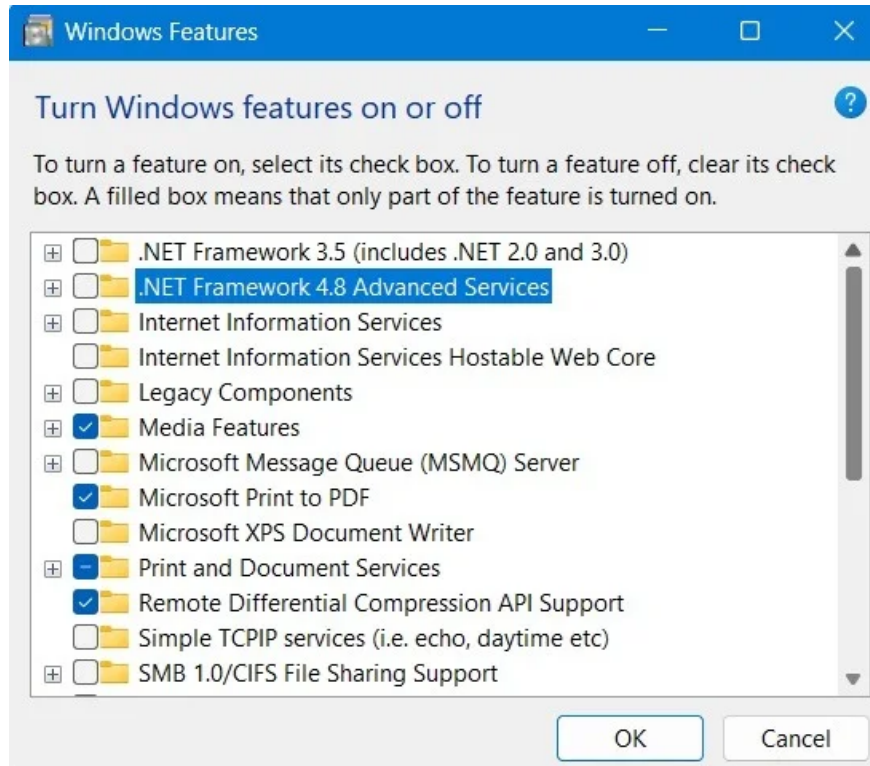 Windows Features
Turn Windows features on or off
?
To turn a feature on, select its check box. To turn a feature off, clear its check
box. A filled box means that only part of the feature is turned on.
.NET Framework 3.5 (includes .NET 2.0 and 3.0)
.NET Framework 4.8 Advanced Services
Internet Information Services
Internet Information Services Hostable Web Core
Legacy Components
Media Features
Microsoft Message Queue (MSMQ) Server
Microsoft Print to PDF
Microsoft XPS Document Writer
Print and Document Services
Remote Differential Compression API Support
Simple TCPIP services (i.e. echo, daytime etc)
SMB 1.0/CIFS File Sharing Support
OK Cancel